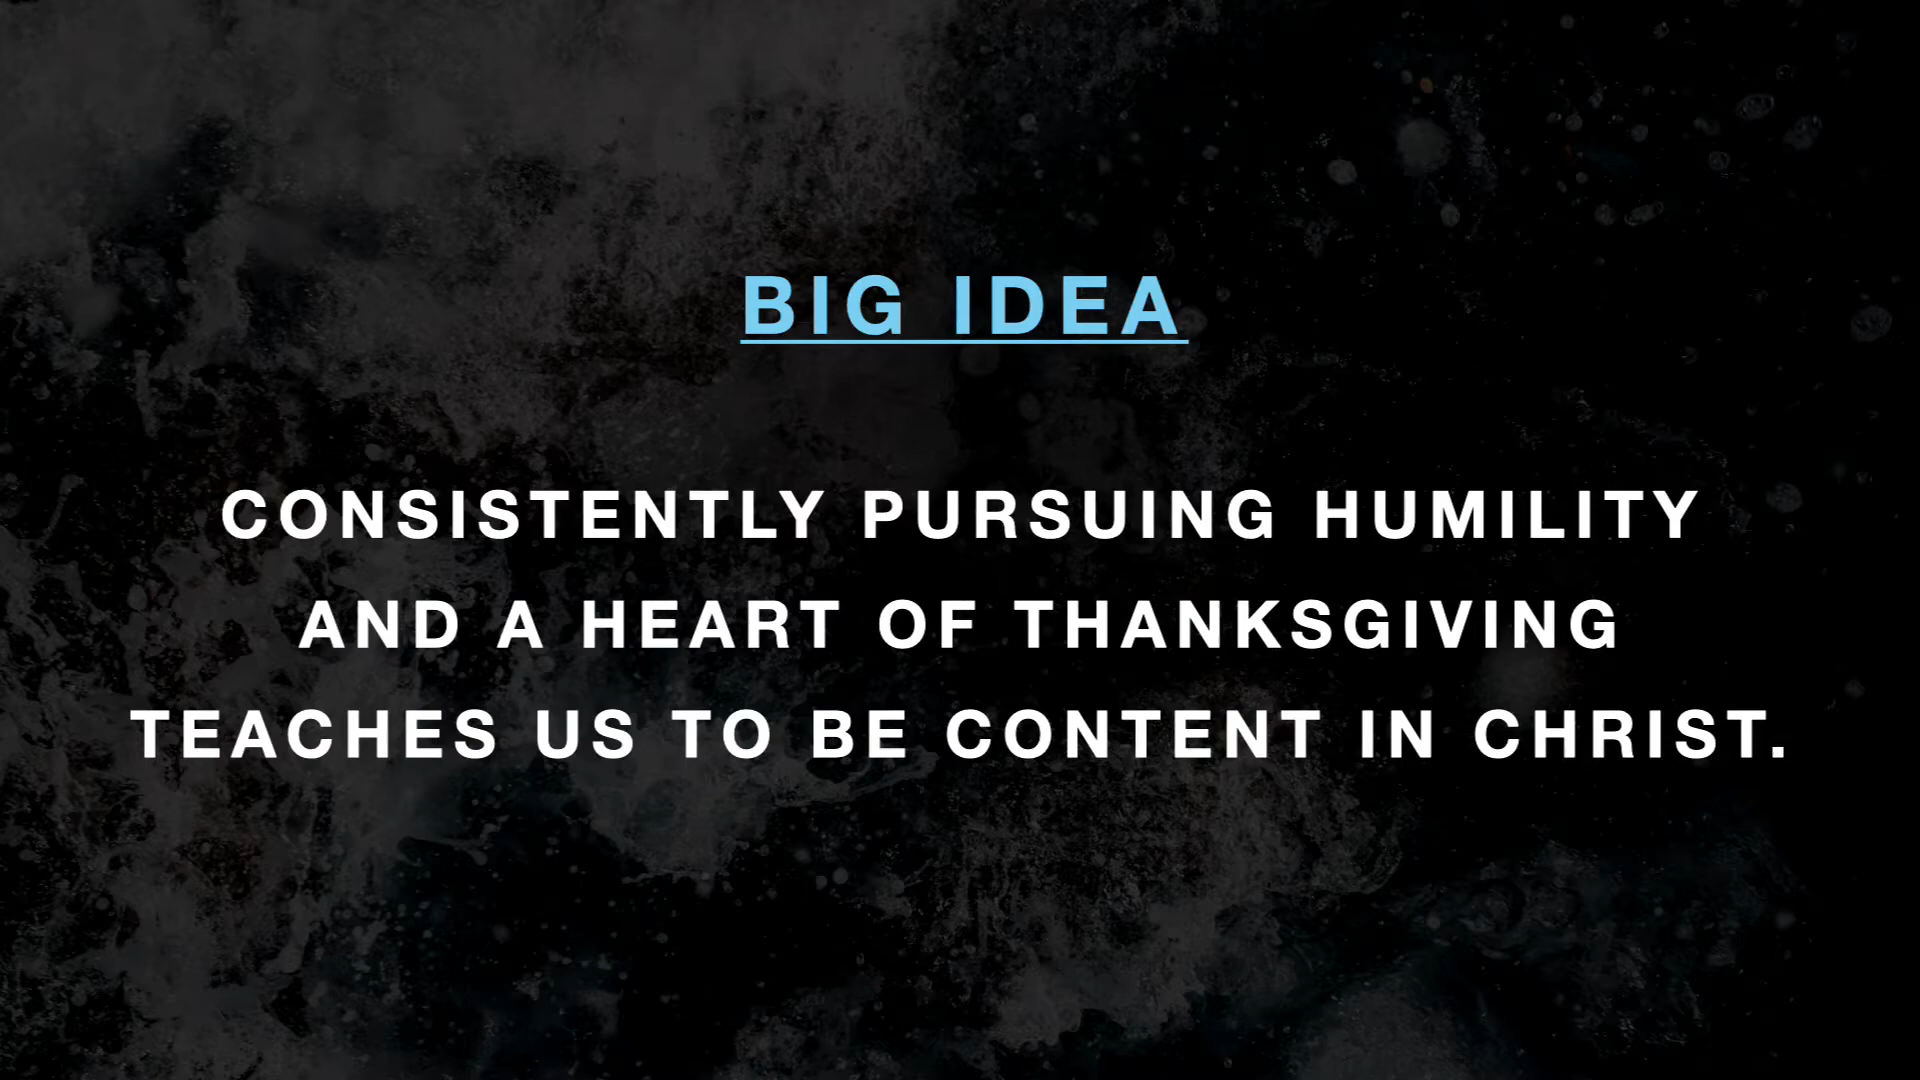 BIG IDEA
CONSISTENTLY PURSUING HUMILITY
AND A HEART OF THANKSGIVING
TEACHES US TO BE CONTENT IN CHRIST.